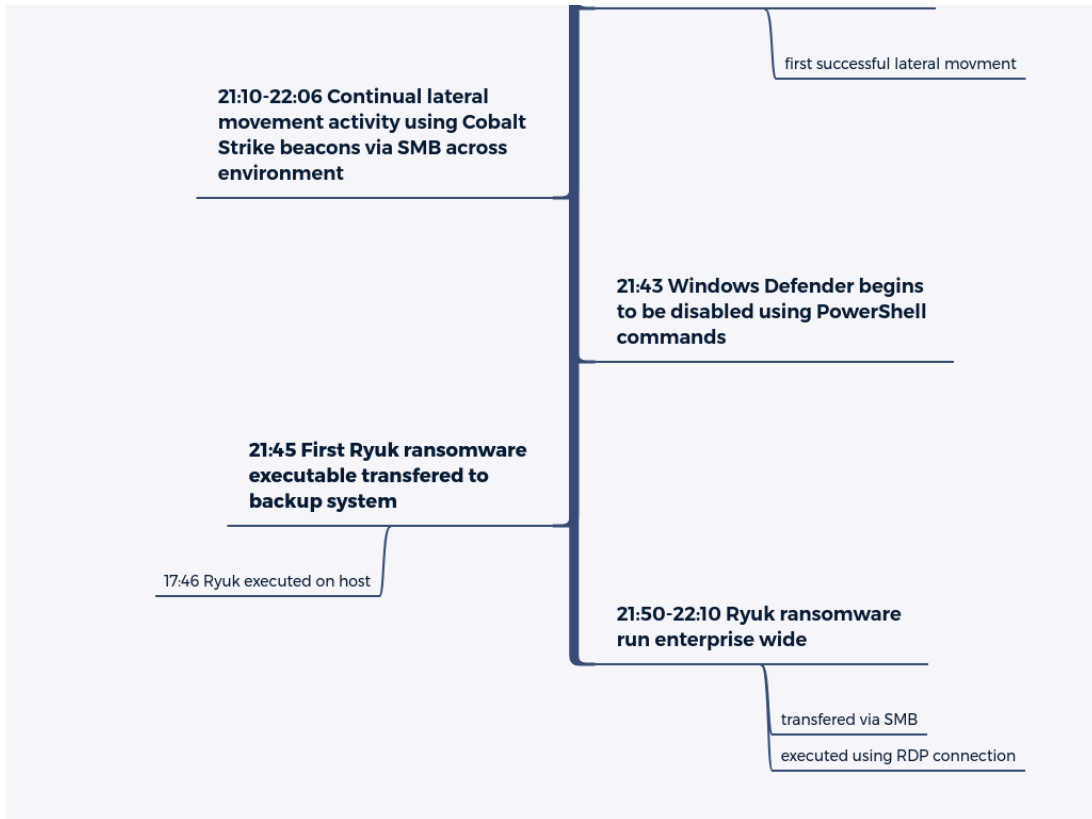 first successful lateral movment
21:10-22:06 Continual lateral
movement activity using Cobalt
Strike beacons via SMB across
environment
21:43 Windows Defender begins
to be disabled using PowerShell
commands
21:45 First Ryuk ransomware
executable transfered to
backup system
17:46 Ryuk executed on host
21:50-22:10 Ryuk ransomware
run enterprise wide
transfered via SMB
executed using RDP connection